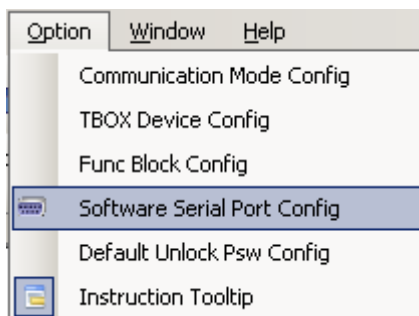 Option Window Help
Communication Mode Config
TBOX Device Config
Func Block Config
Software Serial Port Config
Default Unlock Psw Config
Instruction Tooltip